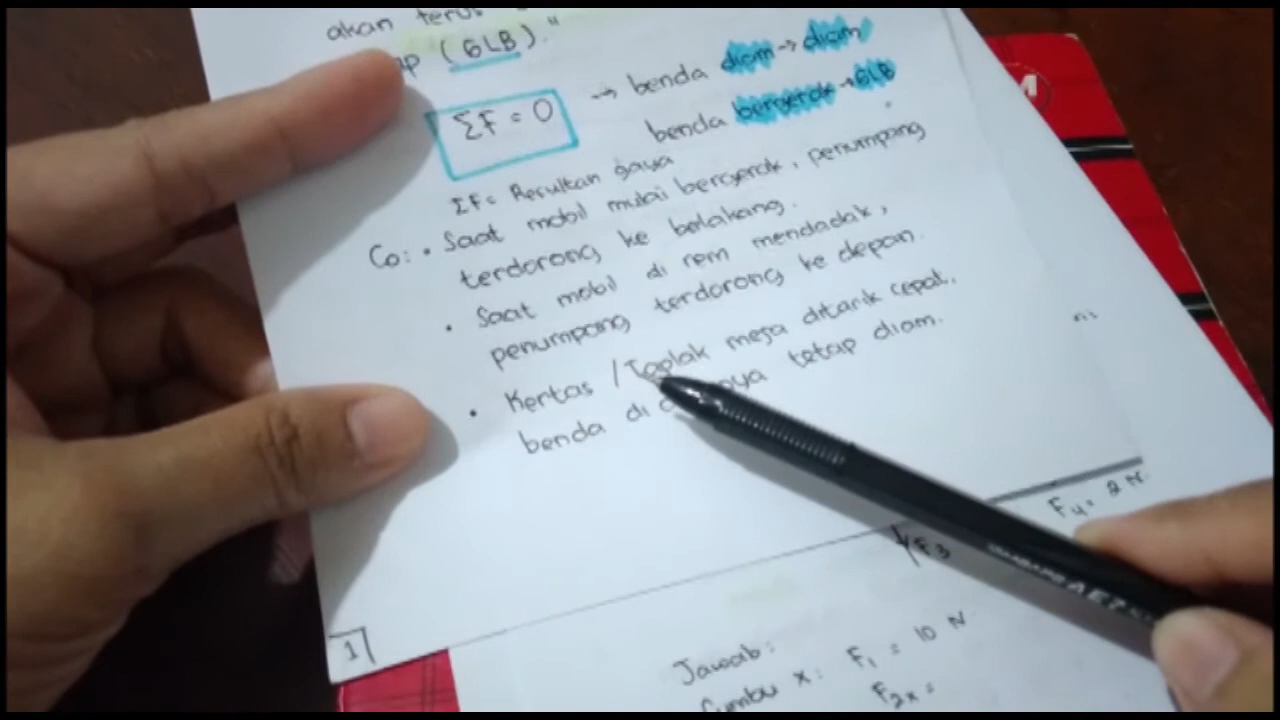 akan terus
(GLB)."
ΣF = 0
→ benda diam → diam
benda bergerak → GLB
ΣF = Resultan gaya
Co: • Saat mobil mulai bergerak, penumpang
terdorong ke belakang.
• Saat mobil di rem mendadak,
penumpang terdorong ke depan.
• Kertas / Taplak meja ditarik cepat,
benda di tetap diam.
1
F3
F4 = 2 N
Jawab:
Sumbu x: F1 = 10 N
F2x =